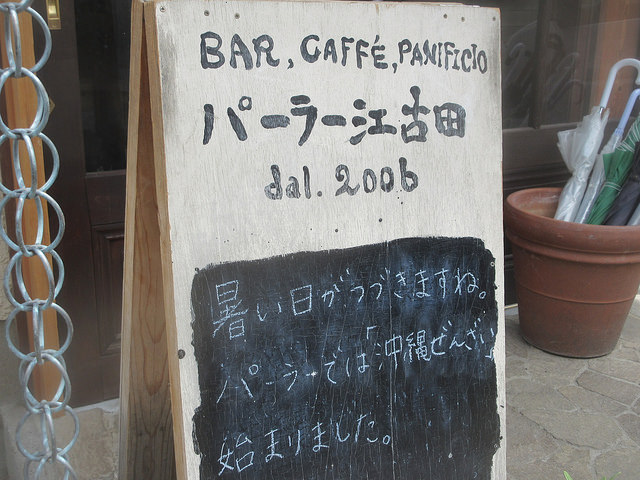 BAR, CAFFÉ, PANIFICIO
パーラー江古田
dal. 2006
暑い日がつづきますね。
パーラーでは「沖縄ぜんざい」
始まりました。